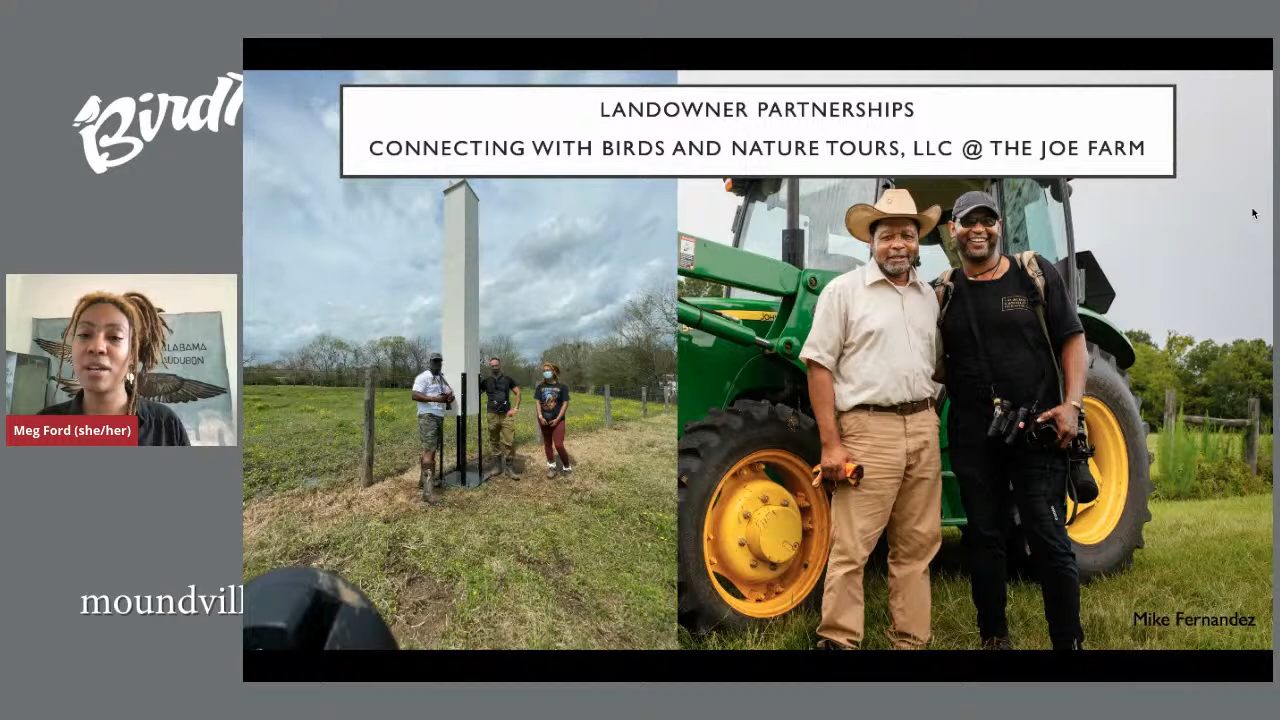 LANDOWNER PARTNERSHIPS
CONNECTING WITH BIRDS AND NATURE TOURS, LLC @ THE JOE FARM
ALABAMA
AUDUBON
Meg Ford (she/her)
moundvill
Mike Fernandez